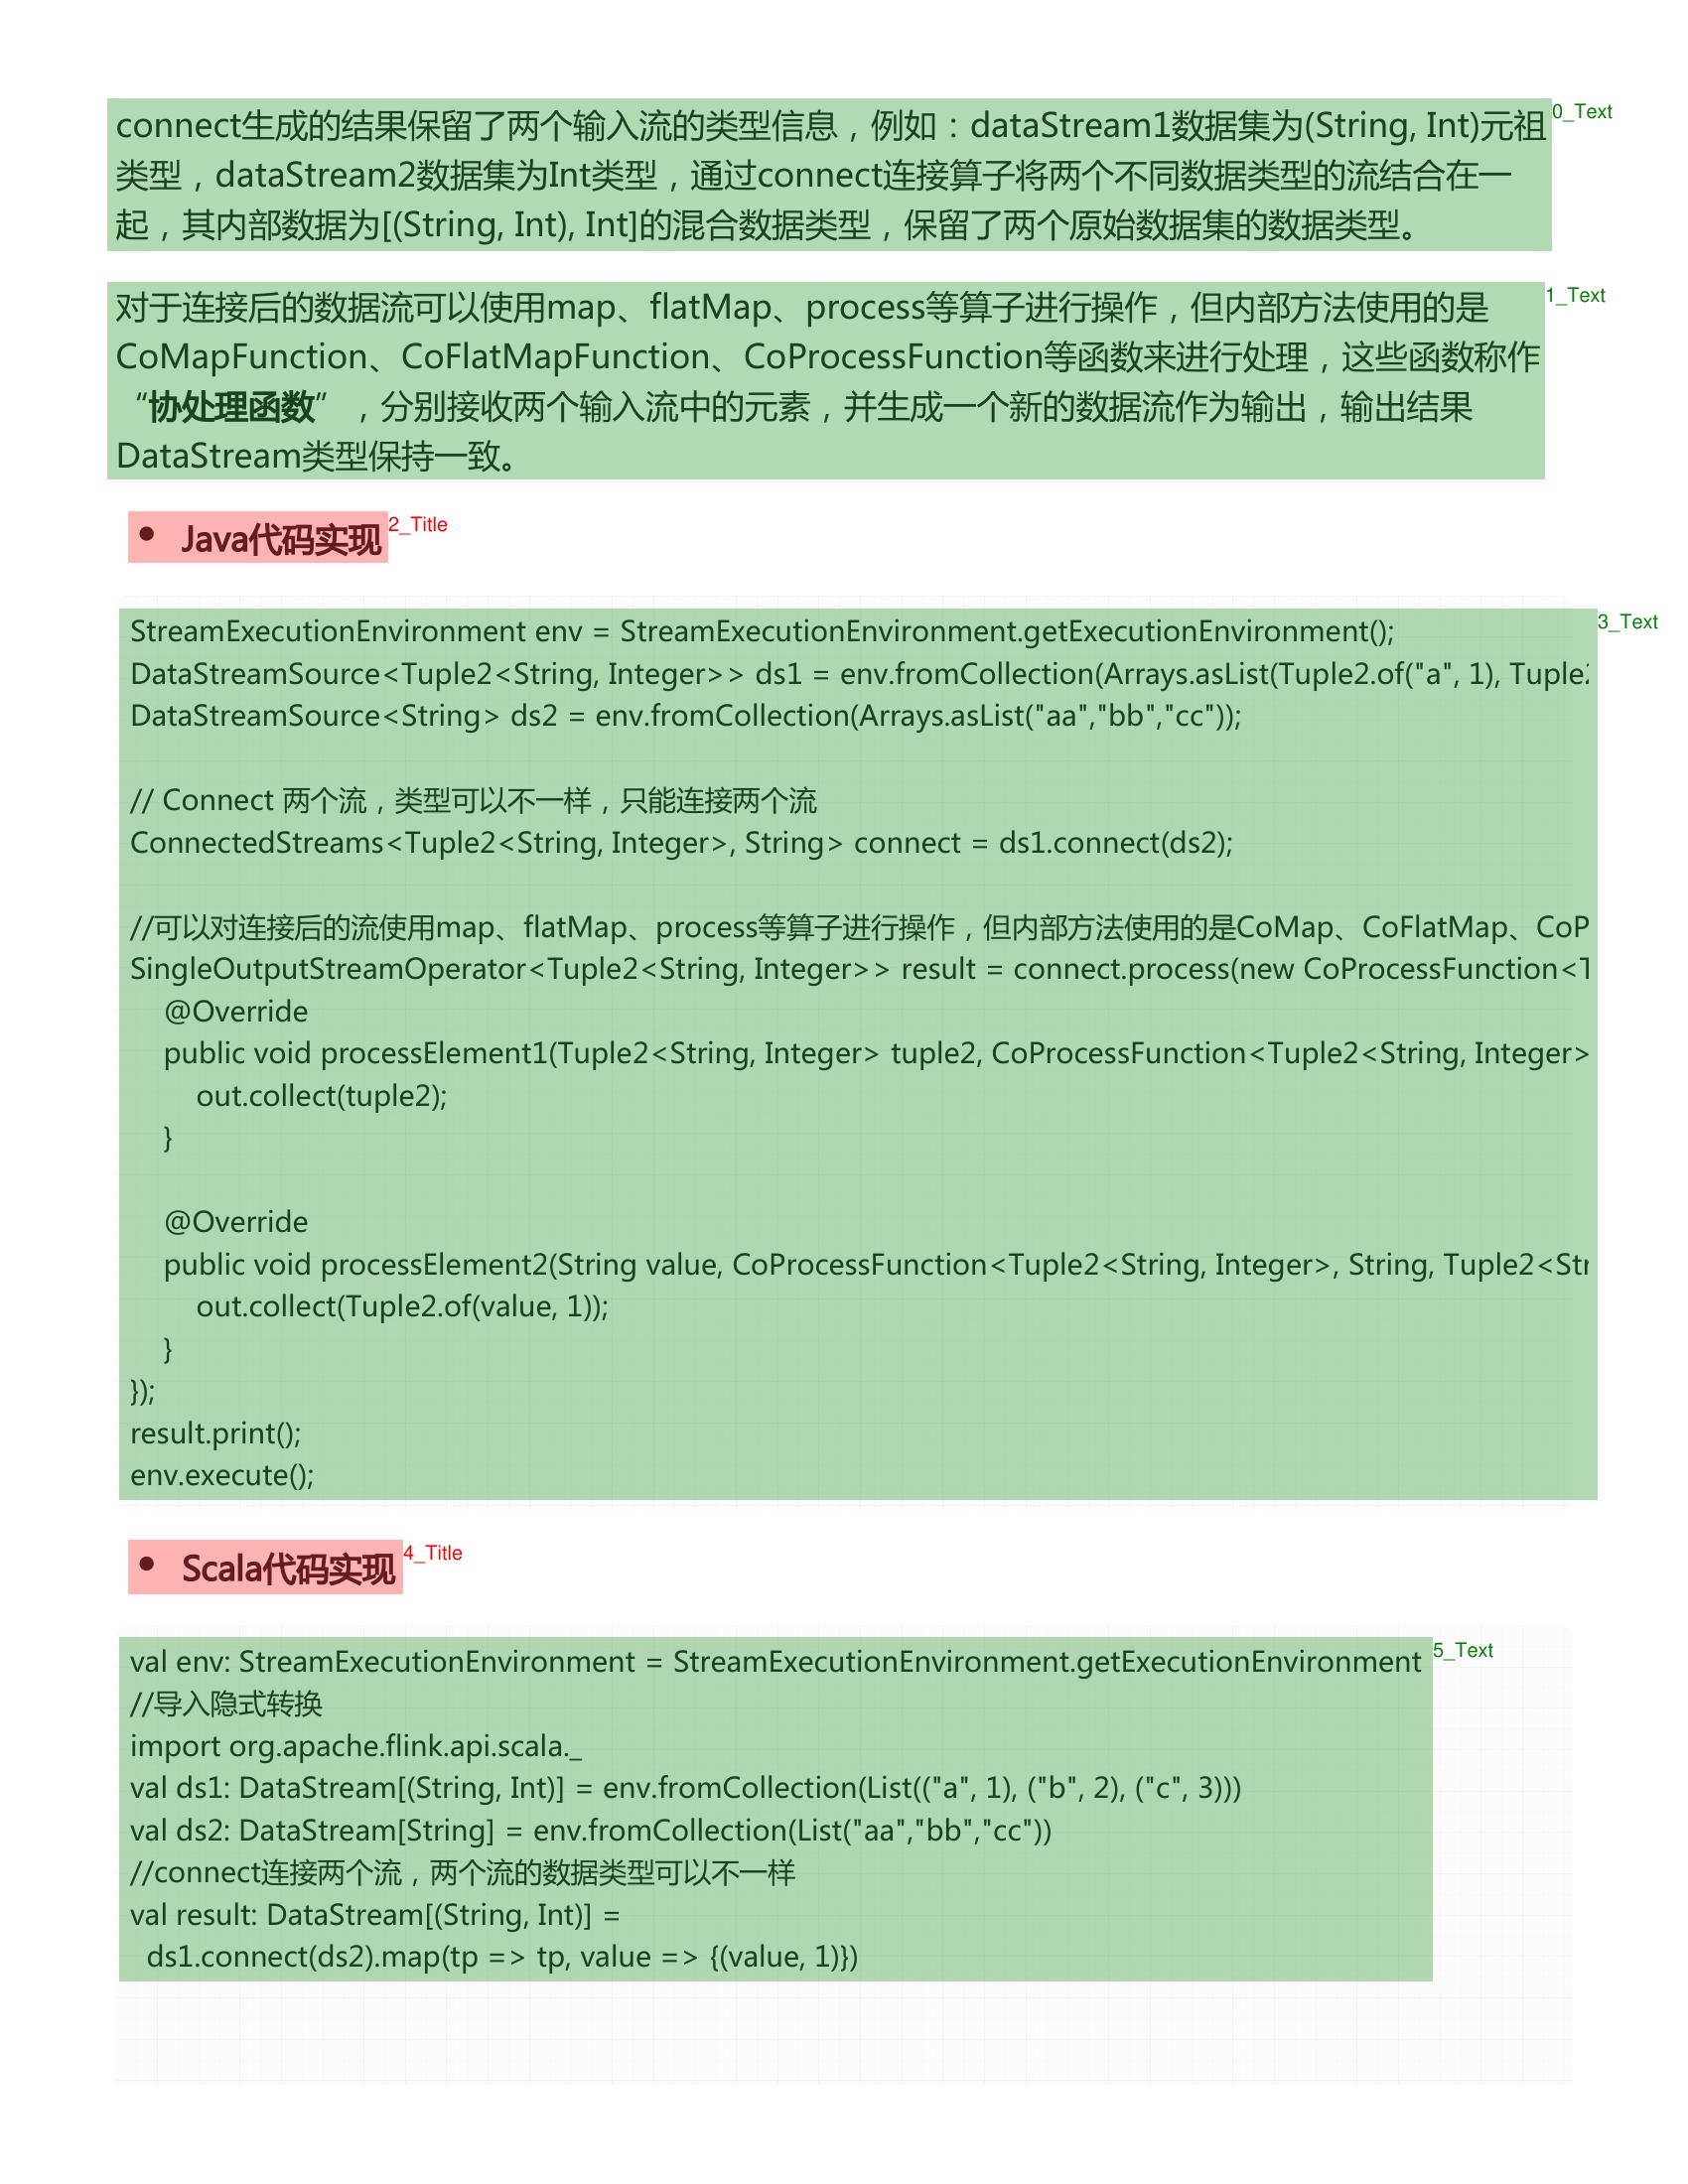 connect生成的结果保留了两个输入流的类型信息，例如：dataStream1数据集为(String, Int)元祖
0_Text
类型，dataStream2数据集为Int类型，通过connect连接算子将两个不同数据类型的流结合在一
起，其内部数据为[(String, Int), Int]的混合数据类型，保留了两个原始数据集的数据类型。
对于连接后的数据流可以使用map、flatMap、process等算子进行操作，但内部方法使用的是
1_Text
CoMapFunction、CoFlatMapFunction、CoProcessFunction等函数来进行处理，这些函数称作
“协处理函数”，分别接收两个输入流中的元素，并生成一个新的数据流作为输出，输出结果
DataStream类型保持一致。
• Java代码实现
2_Title
StreamExecutionEnvironment env = StreamExecutionEnvironment.getExecutionEnvironment();
3_Text
DataStreamSource<Tuple2<String, Integer>> ds1 = env.fromCollection(Arrays.asList(Tuple2.of("a", 1), Tuple2
DataStreamSource<String> ds2 = env.fromCollection(Arrays.asList("aa","bb","cc"));
// Connect 两个流，类型可以不一样，只能连接两个流
ConnectedStreams<Tuple2<String, Integer>, String> connect = ds1.connect(ds2);
//可以对连接后的流使用map、flatMap、process等算子进行操作，但内部方法使用的是CoMap、CoFlatMap、CoP
SingleOutputStreamOperator<Tuple2<String, Integer>> result = connect.process(new CoProcessFunction<T
@Override
public void processElement1(Tuple2<String, Integer> tuple2, CoProcessFunction<Tuple2<String, Integer>
out.collect(tuple2);
}
@Override
public void processElement2(String value, CoProcessFunction<Tuple2<String, Integer>, String, Tuple2<Str
out.collect(Tuple2.of(value, 1));
}
});
result.print();
env.execute();
• Scala代码实现
4_Title
val env: StreamExecutionEnvironment = StreamExecutionEnvironment.getExecutionEnvironment
5_Text
//导入隐式转换
import org.apache.flink.api.scala._
val ds1: DataStream[(String, Int)] = env.fromCollection(List(("a", 1), ("b", 2), ("c", 3)))
val ds2: DataStream[String] = env.fromCollection(List("aa","bb","cc"))
//connect连接两个流，两个流的数据类型可以不一样
val result: DataStream[(String, Int)] =
ds1.connect(ds2).map(tp => tp, value => {(value, 1)})